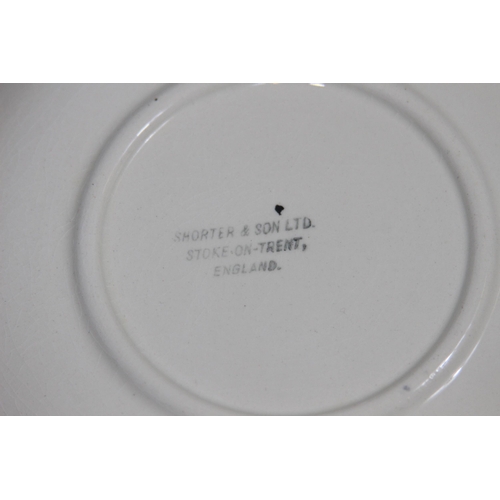 SHORTER & SON LTD.
STOKE-ON-TRENT,
ENGLAND.